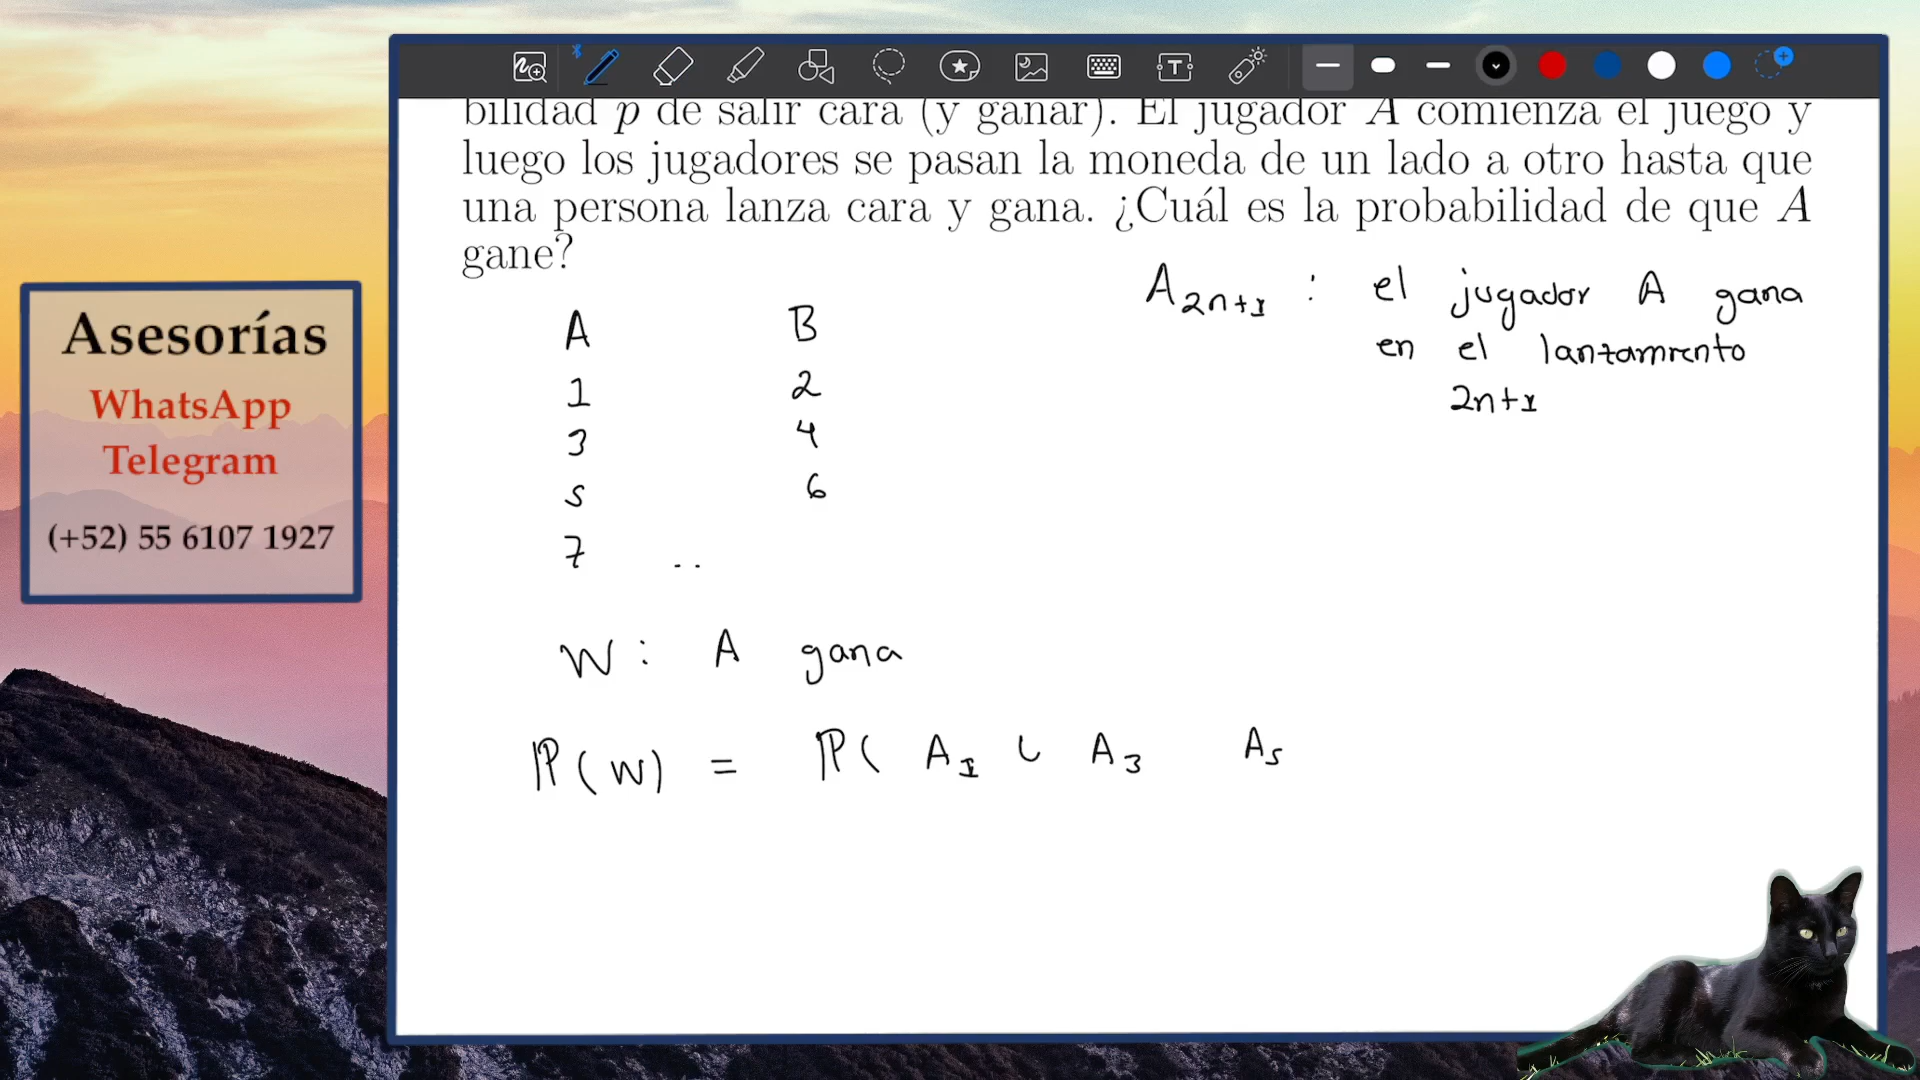 Asesorías
WhatsApp
Telegram
(+52) 55 6107 1927
bilidad p de salir cara (y ganar). El jugador A comienza el juego y
luego los jugadores se pasan la moneda de un lado a otro hasta que
una persona lanza cara y gana. ¿Cuál es la probabilidad de que A
gane?
A₂ₙ₊₁ : el jugador A gana
en el lanzamiento
2n+1
A B
1 2
3 4
5 6
7 ..
W : A gana
ℙ(W) = ℙ( A₁ ∪ A₃ A₅